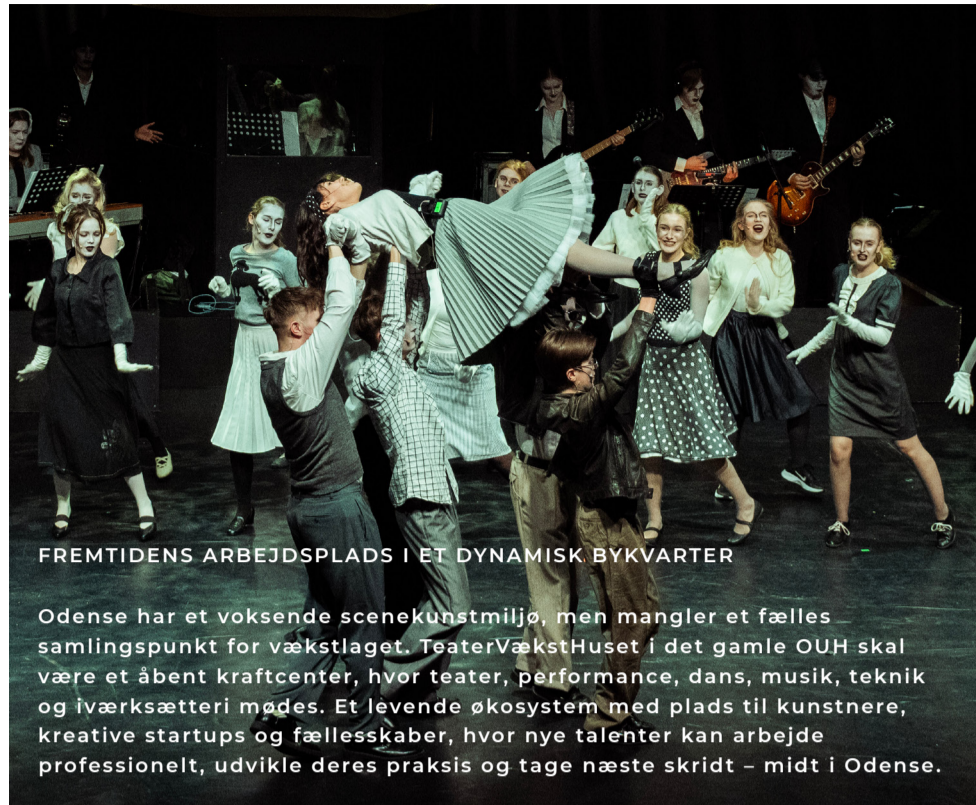 FREMTIDENS ARBEJDSPLADS I ET DYNAMISK BYKVARTER
Odense har et voksende scenekunstmiljø, men mangler et fælles
samlingspunkt for vækstlaget. TeaterVækstHuset i det gamle OUH skal
være et åbent kraftcenter, hvor teater, performance, dans, musik, teknik
og iværksætteri mødes. Et levende økosystem med plads til kunstnere,
kreative startups og fællesskaber, hvor nye talenter kan arbejde
professionelt, udvikle deres praksis og tage næste skridt – midt i Odense.